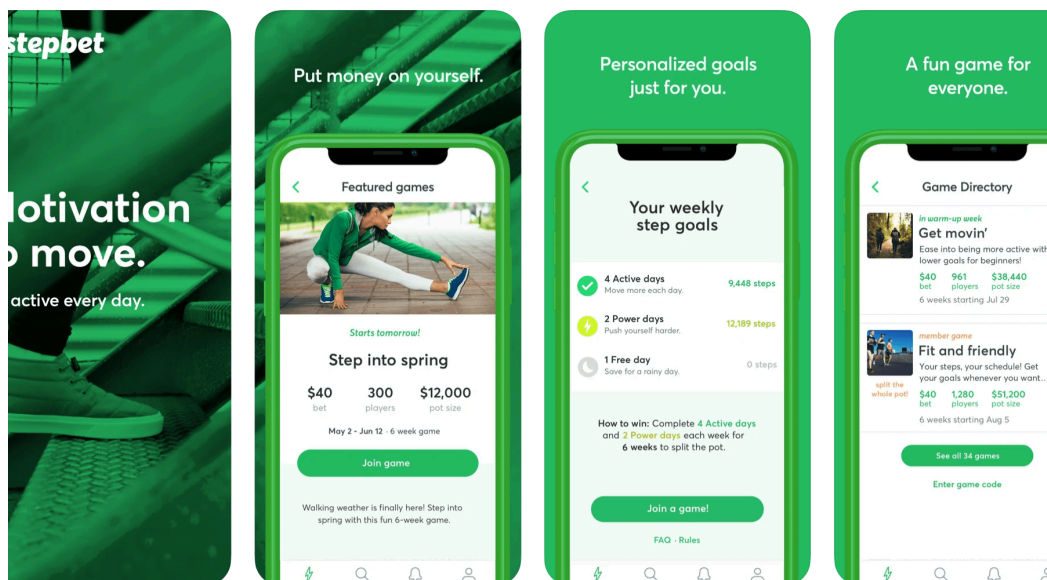 stepbet
otivation
move.
active every day.
Put money on yourself.
Featured games
Starts tomorrow!
Step into spring
$40 300 $12,000
bet players pot size
May 2 - Jun 12 · 6 week game
Join game
Walking weather is finally here! Step into
spring with this fun 6-week game.
Personalized goals
just for you.
Your weekly
step goals
4 Active days
Move more each day.
9,448 steps
2 Power days
Push yourself harder.
12,189 steps
1 Free day
Save for a rainy day.
0 steps
How to win: Complete 4 Active days
and 2 Power days each week for
6 weeks to split the pot.
Join a game!
FAQ · Rules
A fun game for
everyone.
Game Directory
in warm-up week
Get movin'
Ease into being more active with
lower goals for beginners!
$40 961 $38,440
bet players pot size
6 weeks starting Jul 29
member game
Fit and friendly
Your steps, your schedule! Get
your goals whenever you want...
split the
whole pot!
$40 1,280 $51,200
bet players pot size
6 weeks starting Aug 5
See all 34 games
Enter game code